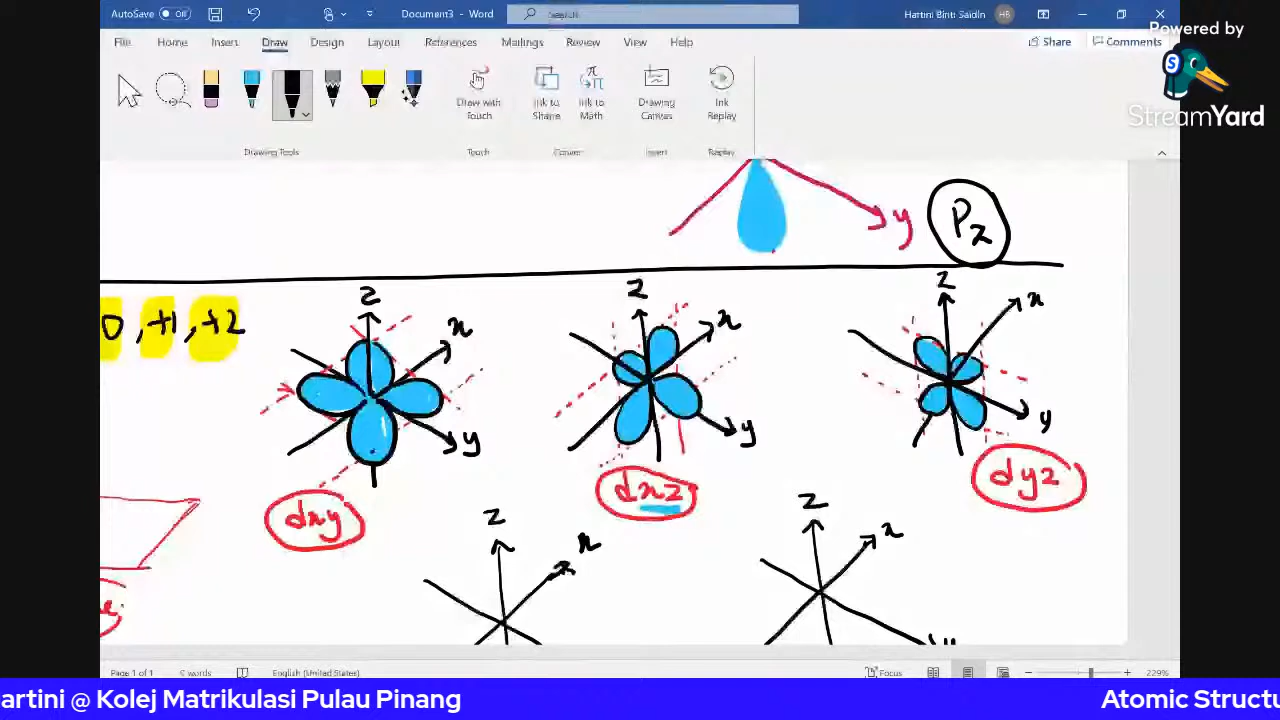 AutoSave Off Document3 - Word Search Hartini Binti Saidin HB
Powered by
StreamYard
File Home Insert Draw Design Layout References Mailings Review View Help Share Comments
Draw with Touch
Ink to Shape
Ink to Math
Drawing Canvas
Ink Replay
Drawing Tools Touch Convert Insert Replay
y Pz
0, +1, +2
z x y
z x y
z x y
dxy
dxz
dyz
z x
z x y
Page 1 of 1 English (United States) Focus 229%
artini @ Kolej Matrikulasi Pulau Pinang Atomic Structu